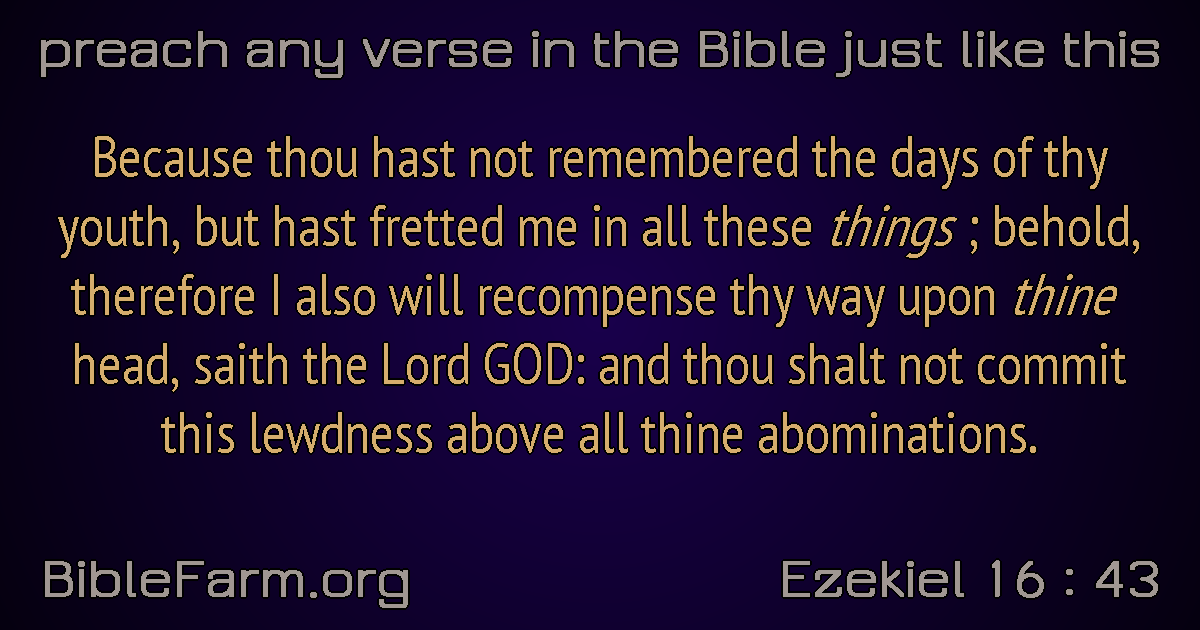 preach any verse in the Bible just like this
Because thou hast not remembered the days of thy
youth, but hast fretted me in all these things ; behold,
therefore I also will recompense thy way upon thine
head, saith the Lord GOD: and thou shalt not commit
this lewdness above all thine abominations.
BibleFarm.org
Ezekiel 16 : 43